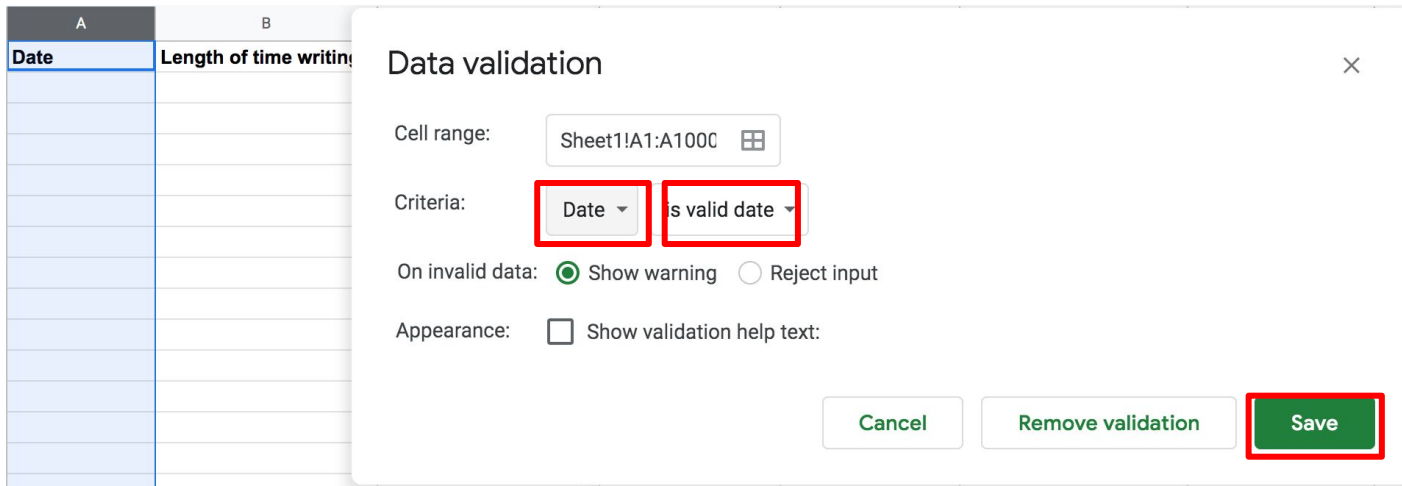 A B
Date Length of time writing
Data validation
Cell range: Sheet1!A1:A1000
Criteria: Date is valid date
On invalid data: Show warning Reject input
Appearance: Show validation help text:
Cancel Remove validation Save